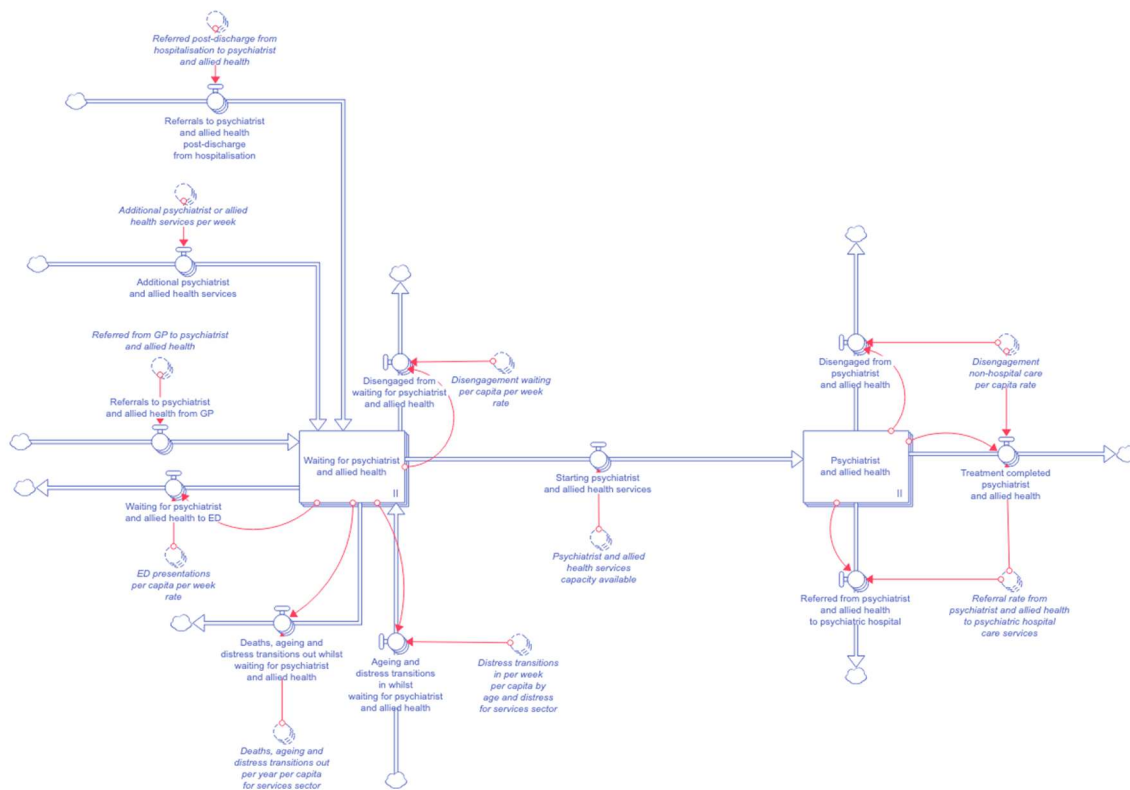 Referred post-discharge from
hospitalisation to psychiatrist
and allied health
Referrals to psychiatrist
and allied health
post-discharge
from hospitalisation
Additional psychiatrist or allied
health services per week
Additional psychiatrist
and allied health services
Referred from GP to psychiatrist
and allied health
Referrals to psychiatrist
and allied health from GP
Disengaged from
waiting for psychiatrist
and allied health
Disengagement waiting
per capita per week
rate
Waiting for psychiatrist
and allied health
Waiting for psychiatrist
and allied health to ED
ED presentations
per capita per week
rate
Deaths, ageing and
distress transitions out whilst
waiting for psychiatrist
and allied health
Deaths, ageing and
distress transitions out
per year per capita
for services sector
Ageing and
distress transitions
in whilst
waiting for psychiatrist
and allied health
Distress transitions
in per week
per capita by
age and distress
for services sector
Starting psychiatrist
and allied health services
Psychiatrist and allied
health services
capacity available
Disengaged from
psychiatrist
and allied health
Disengagement
non-hospital care
per capita rate
Psychiatrist
and allied health
Treatment completed
psychiatrist
and allied health
Referred from psychiatrist
and allied health
to psychiatric hospital
Referral rate from
psychiatrist and allied health
to psychiatric hospital
care services